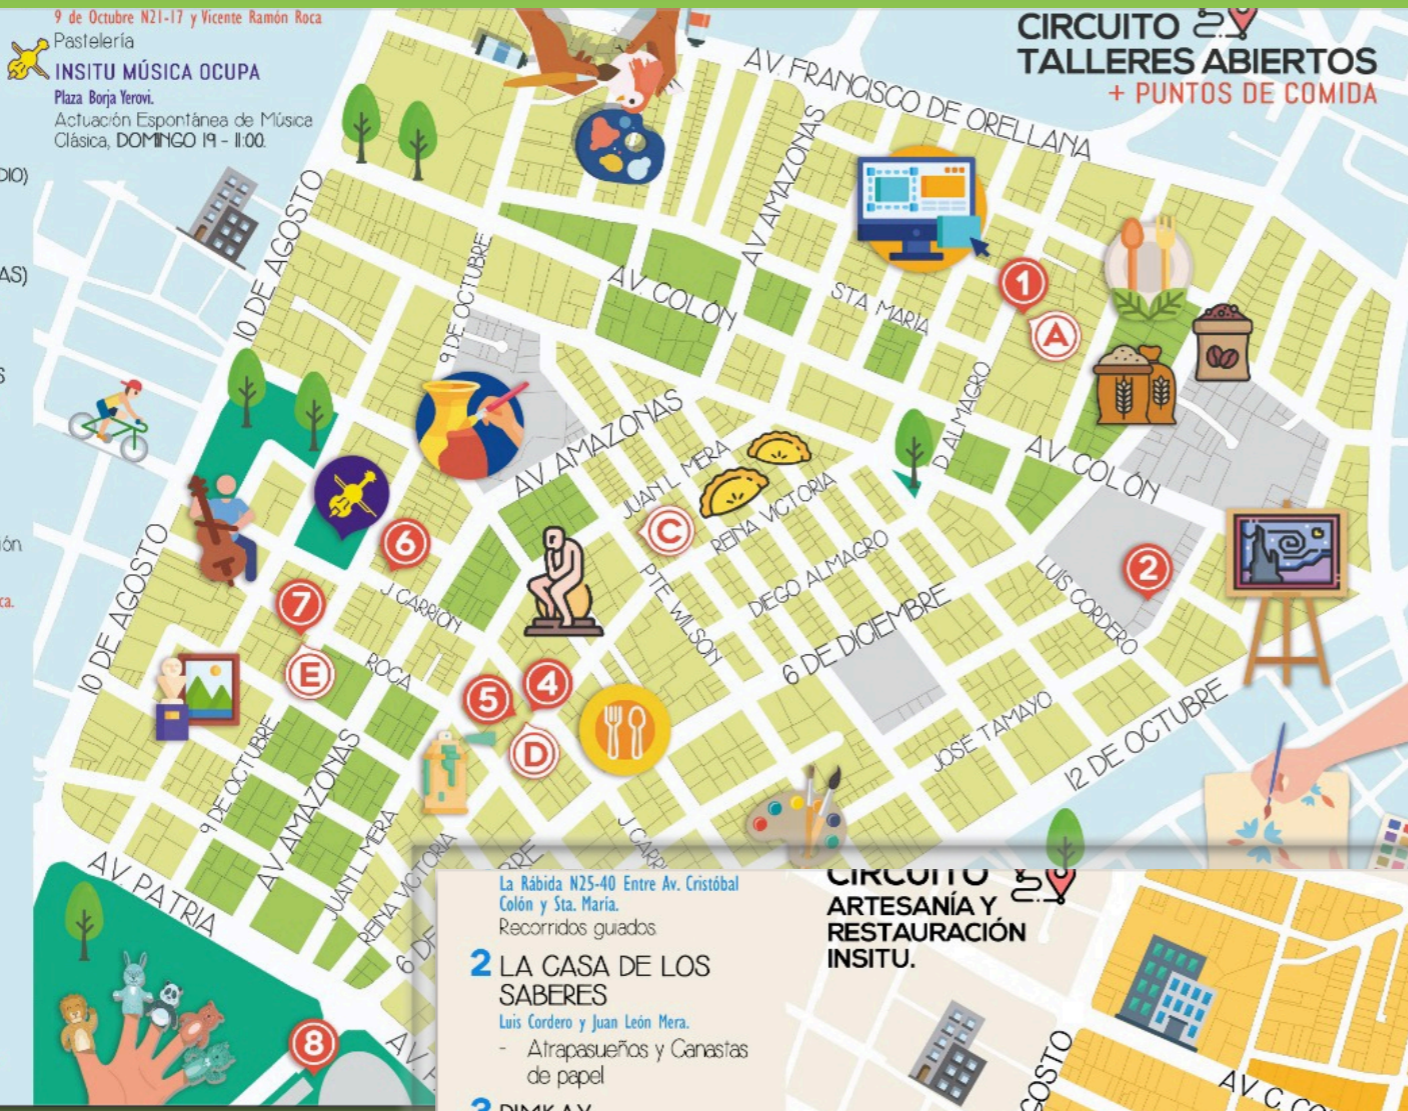 9 de Octubre N21-17 y Vicente Ramón Roca
Pastelería
INSITU MÚSICA OCUPA
Plaza Borja Yerovi.
Actuación Espontánea de Música
Clásica, DOMINGO 19 - 11:00.
CIRCUITO
TALLERES ABIERTOS
+ PUNTOS DE COMIDA
AV. FRANCISCO DE ORELLANA
AV AMAZONAS
10 DE AGOSTO
9 DE OCTUBRE
AV. COLÓN
STA MARÍA
1
A
D. ALMAGRO
AV. COLÓN
AV. AMAZONAS
JUAN L. MERA
REINA VICTORIA
C
6
J. CARRIÓN
PTE. WILSON
DIEGO ALMAGRO
6 DE DICIEMBRE
LUIS CORDERO
2
10 DE AGOSTO
7
E
ROCA
5
4
D
JOSÉ TAMAYO
12 DE OCTUBRE
9 DE OCTUBRE
AV. AMAZONAS
JUAN L. MERA
REINA VICTORIA
AV. PATRIA
8
La Rábida N25-40 Entre Av. Cristóbal
Colón y Sta. María.
Recorridos guiados
2 LA CASA DE LOS
SABERES
Luis Cordero y Juan León Mera.
- Atrapasueños y Canastas
de papel
3
CIRCUITO
ARTESANÍA Y
RESTAURACIÓN
INSITU.